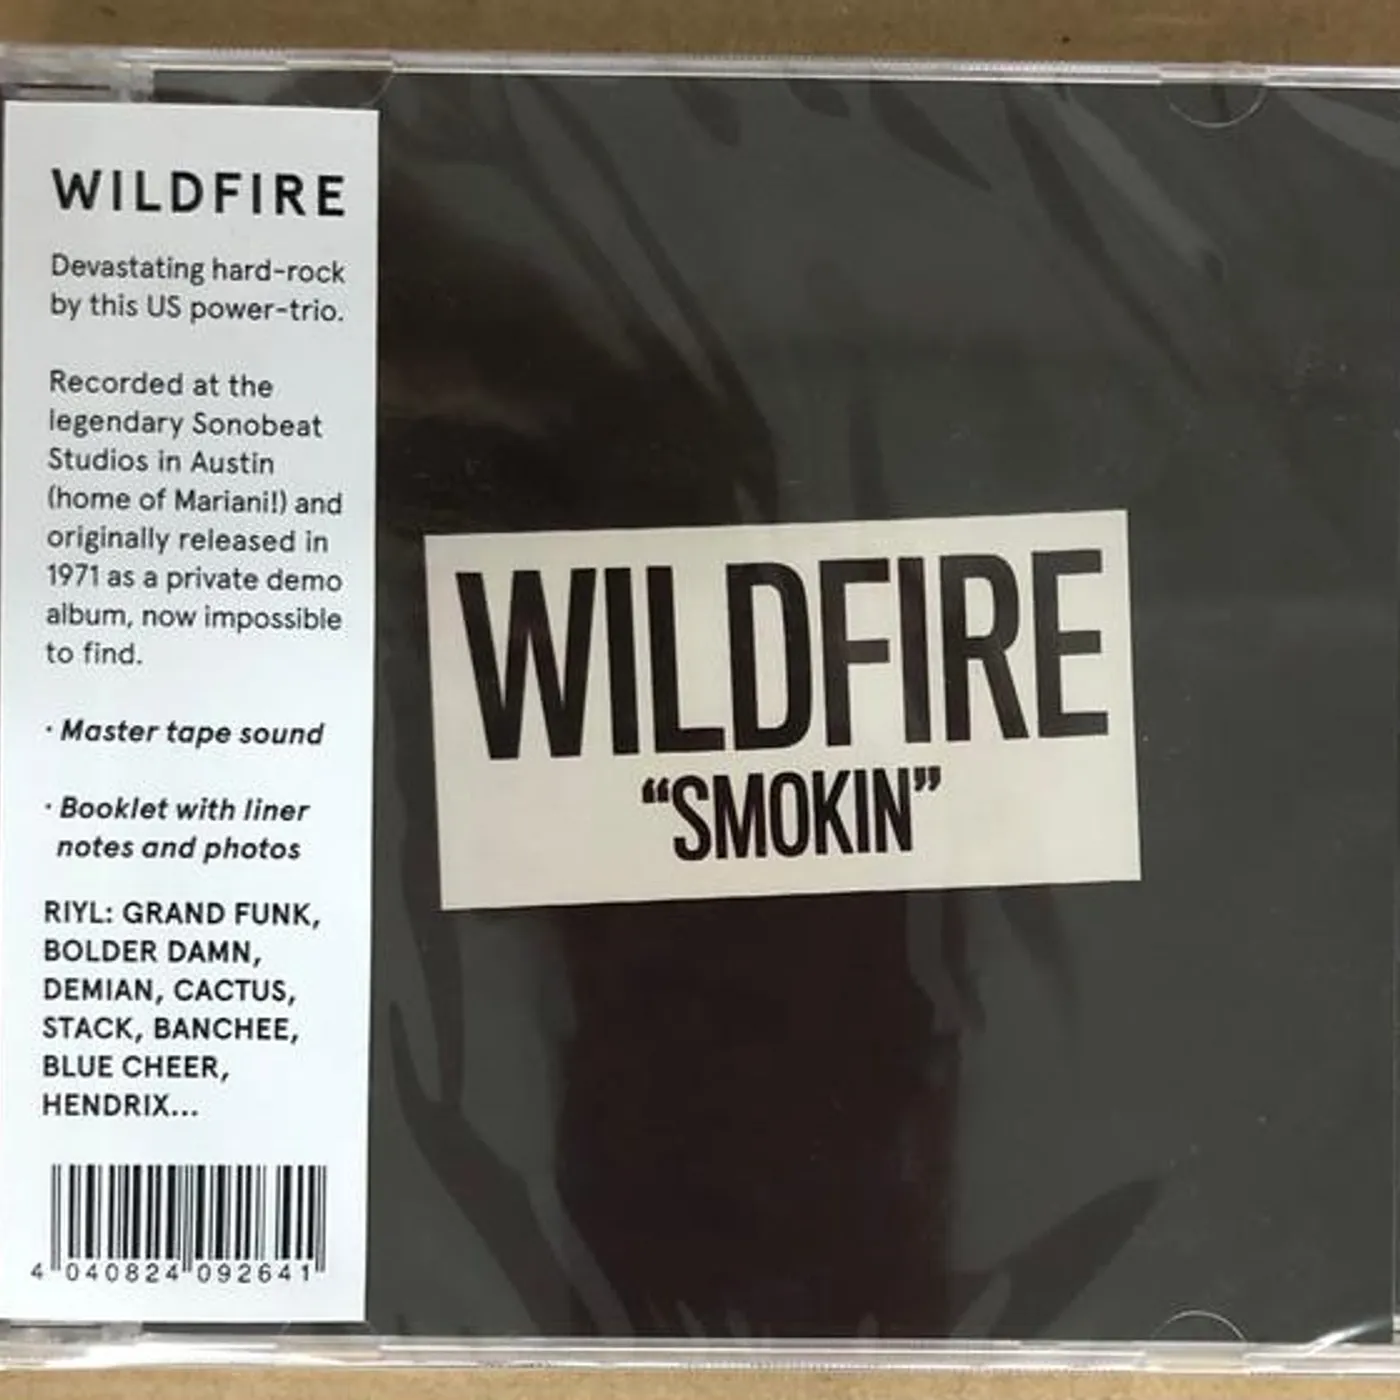 WILDFIRE
Devastating hard-rock
by this US power-trio.
Recorded at the
legendary Sonobeat
Studios in Austin
(home of Mariani!) and
originally released in
1971 as a private demo
album, now impossible
to find.
· Master tape sound
· Booklet with liner
notes and photos
RIYL: GRAND FUNK,
BOLDER DAMN,
DEMIAN, CACTUS,
STACK, BANCHEE,
BLUE CHEER,
HENDRIX...
4 040824 092641
WILDFIRE
“SMOKIN”